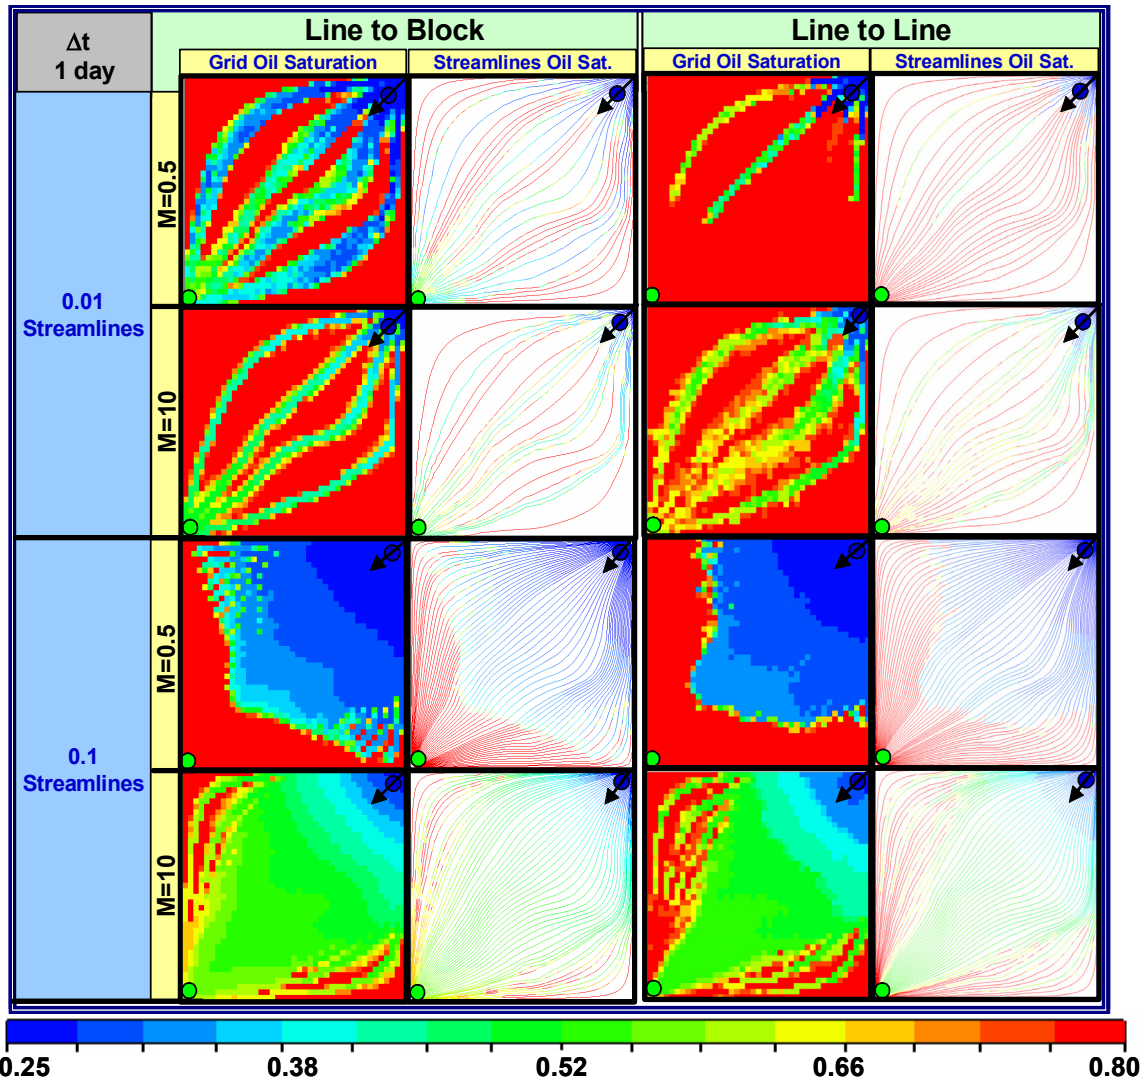 Δt
1 day
Line to Block
Line to Line
Grid Oil Saturation
Streamlines Oil Sat.
Grid Oil Saturation
Streamlines Oil Sat.
0.01
Streamlines
M=0.5
M=10
0.1
Streamlines
M=0.5
M=10
0.25
0.38
0.52
0.66
0.80